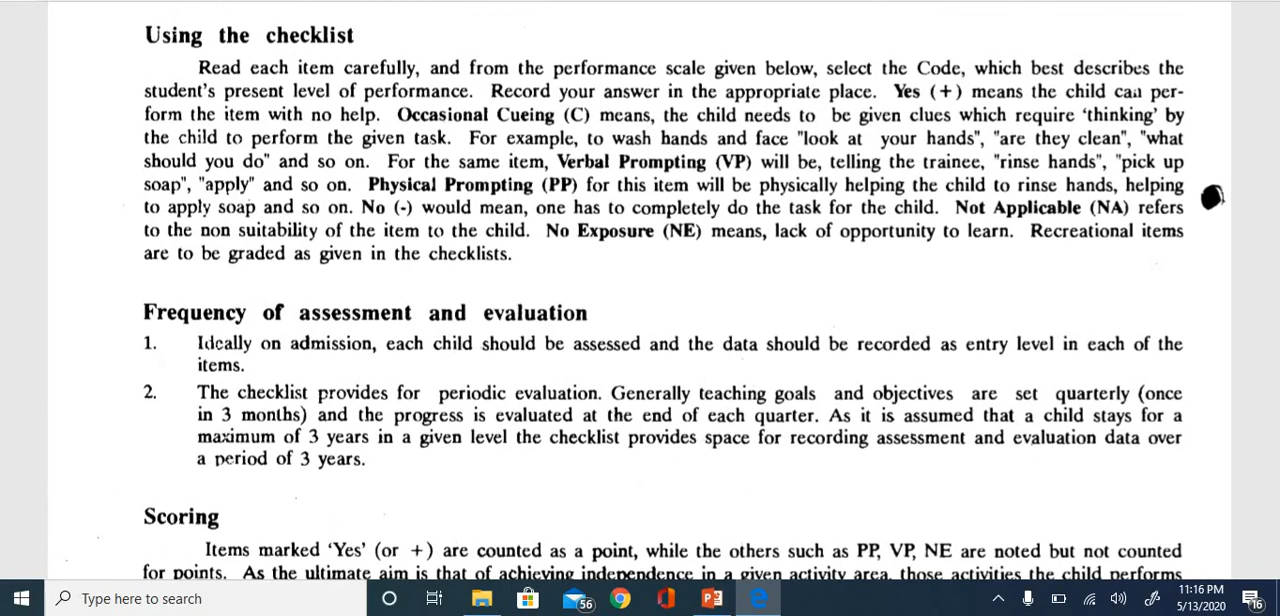 Using the checklist
Read each item carefully, and from the performance scale given below, select the Code, which best describes the
student's present level of performance. Record your answer in the appropriate place. Yes (+) means the child can per-
form the item with no help. Occasional Cueing (C) means, the child needs to be given clues which require ‘thinking’ by
the child to perform the given task. For example, to wash hands and face "look at your hands", "are they clean", "what
should you do" and so on. For the same item, Verbal Prompting (VP) will be, telling the trainee, "rinse hands", "pick up
soap", "apply" and so on. Physical Prompting (PP) for this item will be physically helping the child to rinse hands, helping
to apply soap and so on. No (-) would mean, one has to completely do the task for the child. Not Applicable (NA) refers
to the non suitability of the item to the child. No Exposure (NE) means, lack of opportunity to learn. Recreational items
are to be graded as given in the checklists.
Frequency of assessment and evaluation
1. Ideally on admission, each child should be assessed and the data should be recorded as entry level in each of the
items.
2. The checklist provides for periodic evaluation. Generally teaching goals and objectives are set quarterly (once
in 3 months) and the progress is evaluated at the end of each quarter. As it is assumed that a child stays for a
maximum of 3 years in a given level the checklist provides space for recording assessment and evaluation data over
a period of 3 years.
Scoring
Items marked ‘Yes’ (or +) are counted as a point, while the others such as PP, VP, NE are noted but not counted
for points. As the ultimate aim is that of achieving independence in a given activity area, those activities the child performs
Type here to search
56
11:16 PM
5/13/2020
16